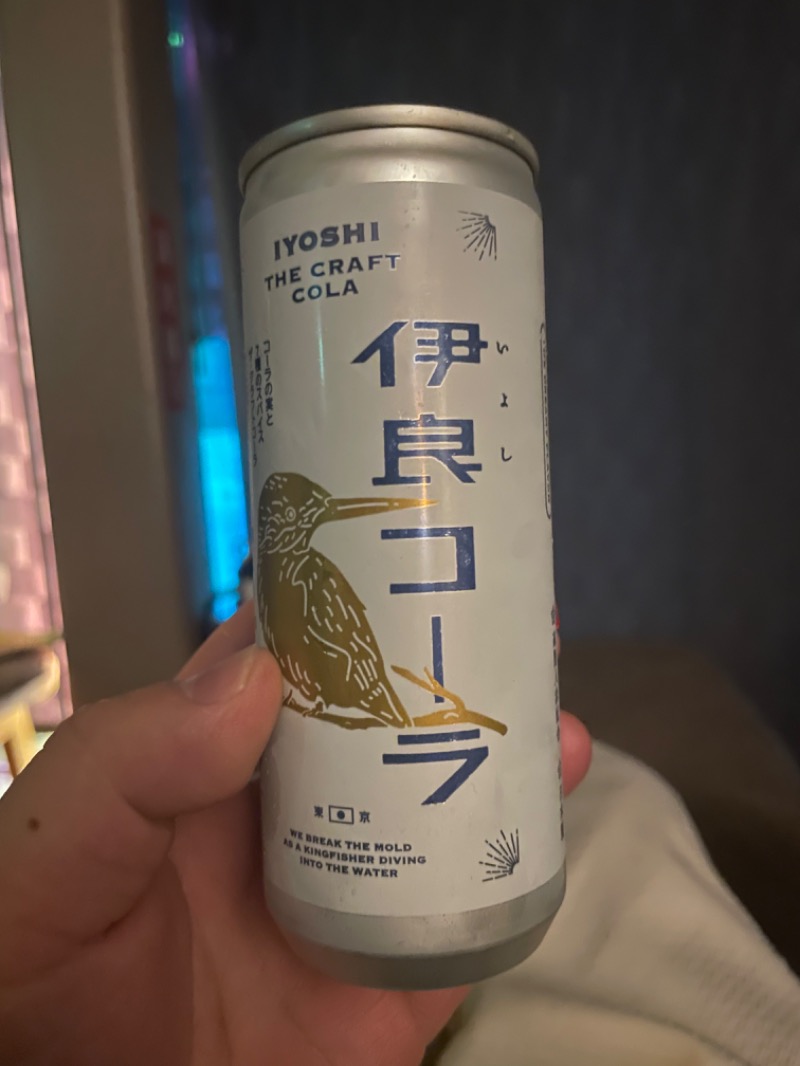 IYOSHI
THE CRAFT
COLA
伊良コーラ
いよし
コーラの実と
東京
WE BREAK THE MOLD
AS A KINGFISHER DIVING
INTO THE WATER